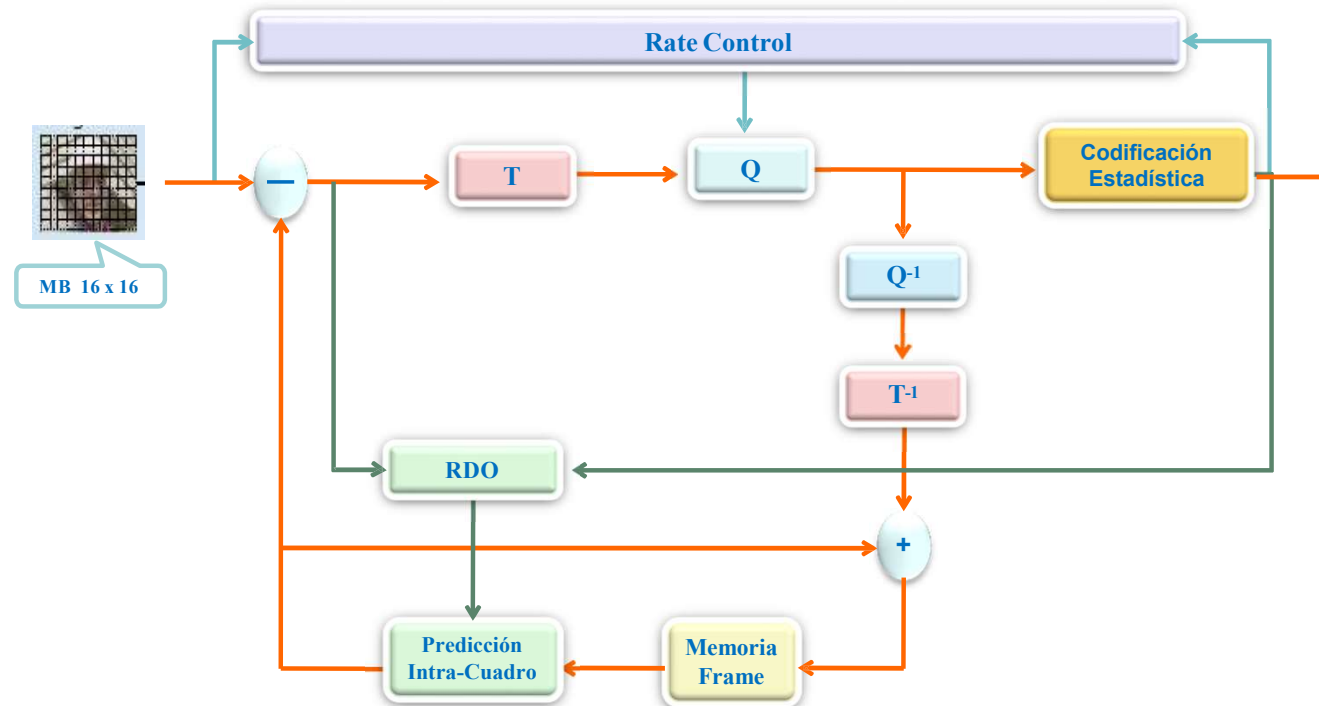 Rate Control
—
T
Q
Codificación
Estadística
MB 16 x 16
Q-1
T-1
RDO
+
Predicción
Intra-Cuadro
Memoria
Frame